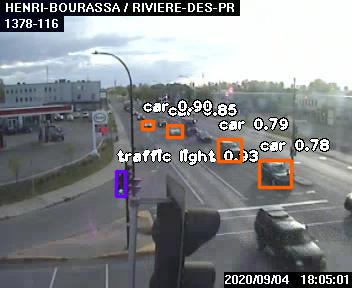 HENRI-BOURASSA / RIVIERE-DES-PR
1378-116
car 0.90
car 0.85
car 0.79
car 0.78
traffic light 0.93
2020/09/04 18:05:01